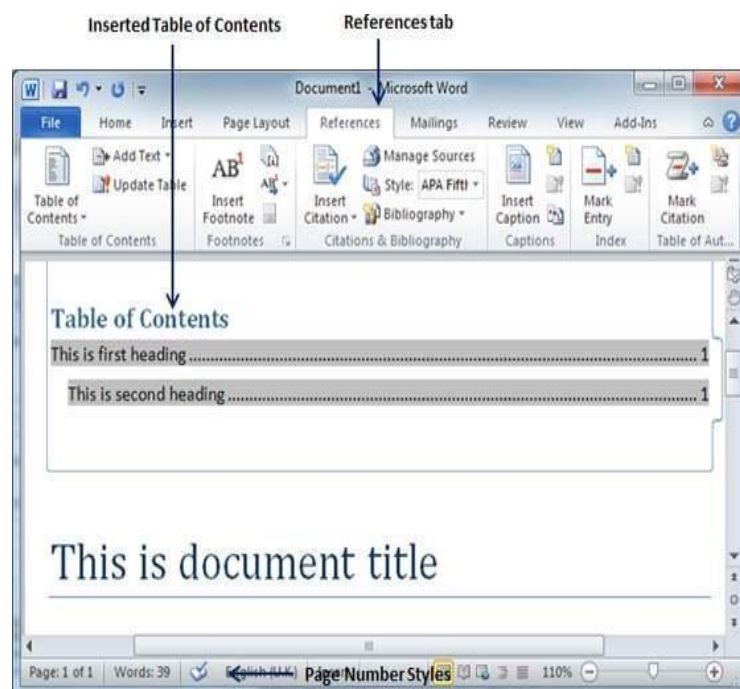 Inserted Table of Contents References tab
Document1 - Microsoft Word
File Home Insert Page Layout References Mailings Review View Add-Ins
Add Text
Update Table
Table of Contents
AB1
Insert Footnote
AB
Insert Citation
Manage Sources
Style: APA Fift
Bibliography
Insert Caption
Mark Entry
Mark Citation
Table of Contents Footnotes Citations & Bibliography Captions Index Table of Aut...
Table of Contents
This is first heading ........ 1
This is second heading ........ 1
This is document title
Page: 1 of 1 Words: 39 English (U.K.) Page Number Styles 110%